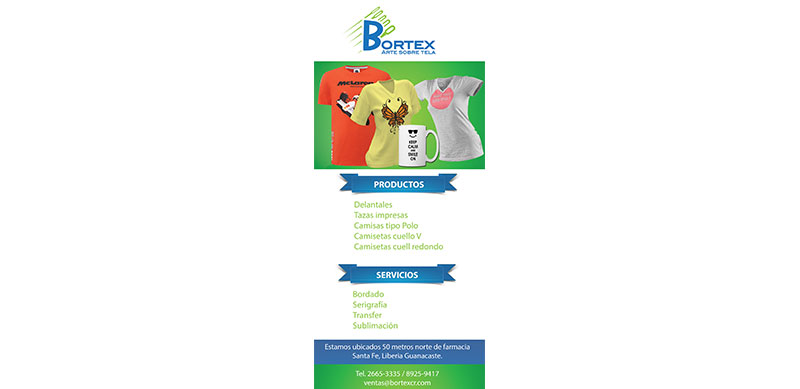 BORTEX
ARTE SOBRE TELA
KEEP
CALM
AND
SMILE
ON
PRODUCTOS
Delantales
Tazas impresas
Camisas tipo Polo
Camisetas cuello V
Camisetas cuell redondo
SERVICIOS
Bordado
Serigrafía
Transfer
Sublimación
Estamos ubicados 50 metros norte de farmacia
Santa Fe, Liberia Guanacaste.
Tel. 2665-3335 / 8925-9417
ventas@bortexcr.com